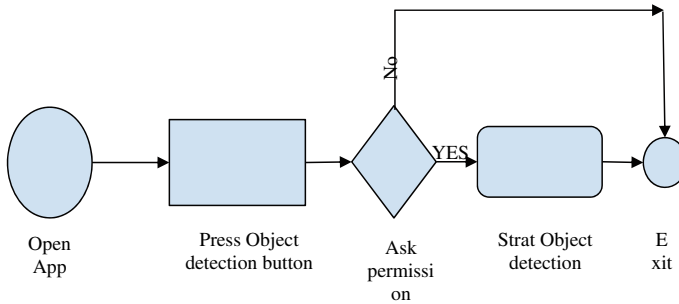 No
YES
Open
App
Press Object
detection button
Ask
permissi
on
Strat Object
detection
E
xit